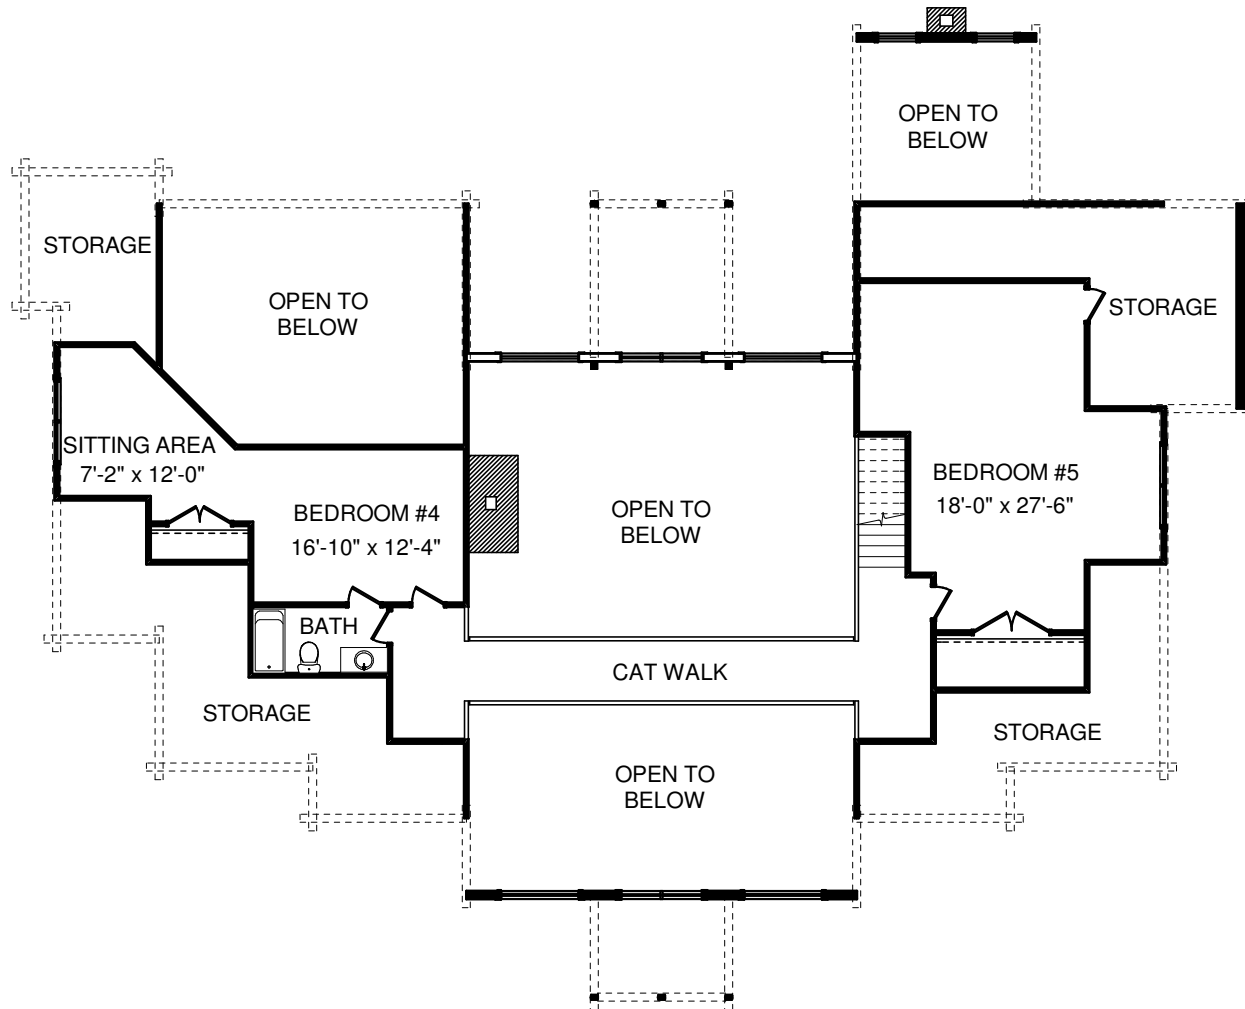 OPEN TO
BELOW
STORAGE
OPEN TO
BELOW
STORAGE
SITTING AREA
7'-2" x 12'-0"
BEDROOM #4
16'-10" x 12'-4"
OPEN TO
BELOW
BEDROOM #5
18'-0" x 27'-6"
BATH
CAT WALK
STORAGE
STORAGE
OPEN TO
BELOW